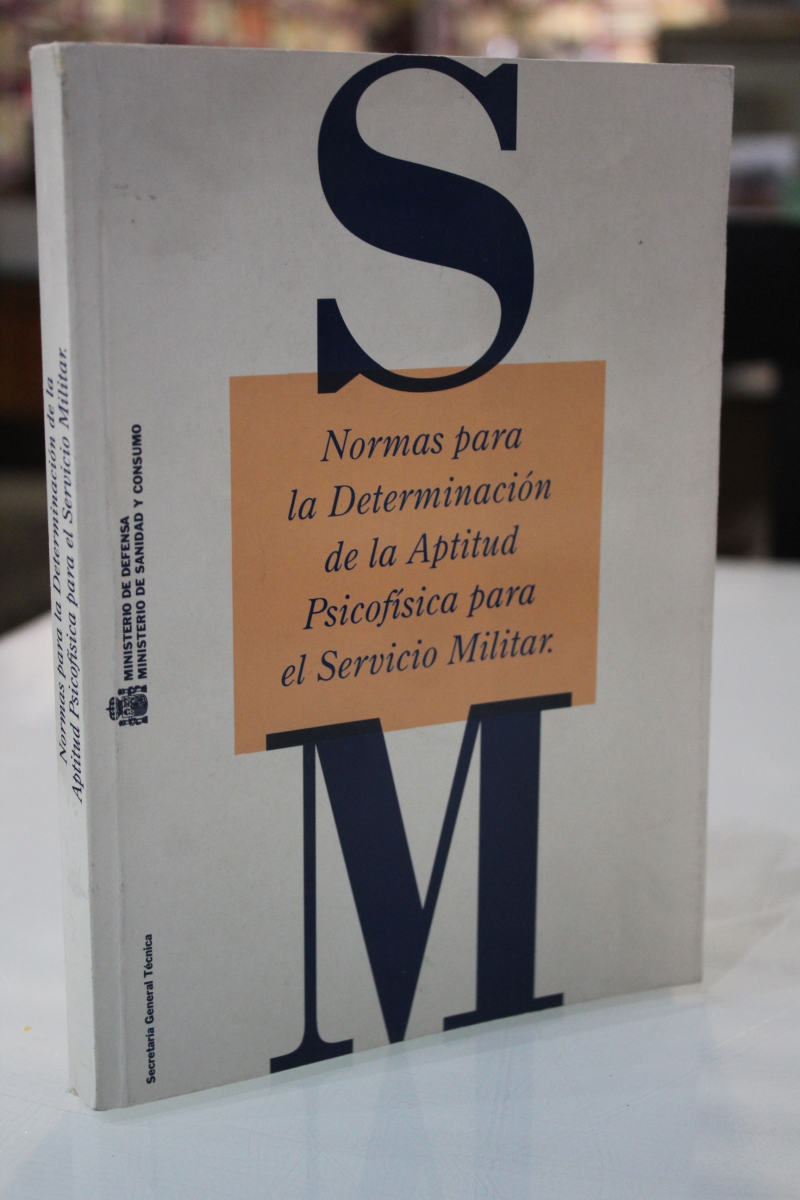 S
Normas para
la Determinación
de la Aptitud
Psicofísica para
el Servicio Militar.
M
MINISTERIO DE DEFENSA
MINISTERIO DE SANIDAD Y CONSUMO
Secretaría General Técnica
Normas para la Determinación de la
Aptitud Psicofísica para el Servicio Militar.